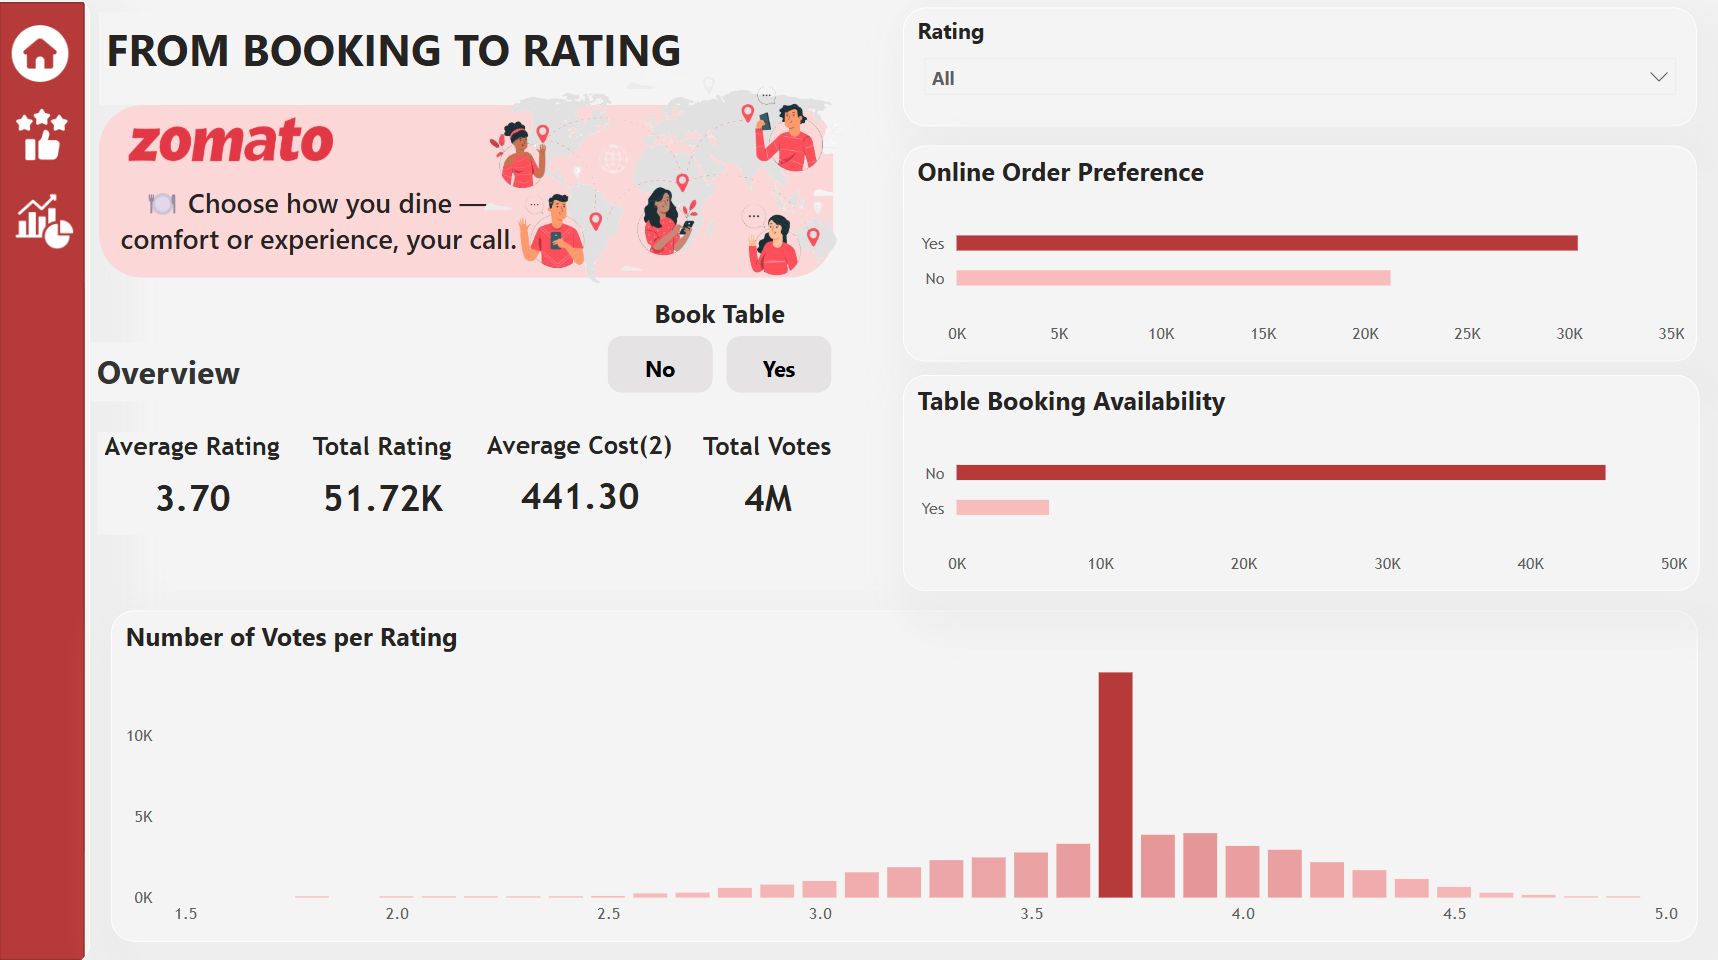 FROM BOOKING TO RATING
zomato
🍽️ Choose how you dine —
comfort or experience, your call.
Book Table
No Yes
Overview
Average Rating Total Rating Average Cost(2) Total Votes
3.70 51.72K 441.30 4M
Rating
All
Online Order Preference
Yes
No
0K 5K 10K 15K 20K 25K 30K 35K
Table Booking Availability
No
Yes
0K 10K 20K 30K 40K 50K
Number of Votes per Rating
10K
5K
0K
1.5 2.0 2.5 3.0 3.5 4.0 4.5 5.0